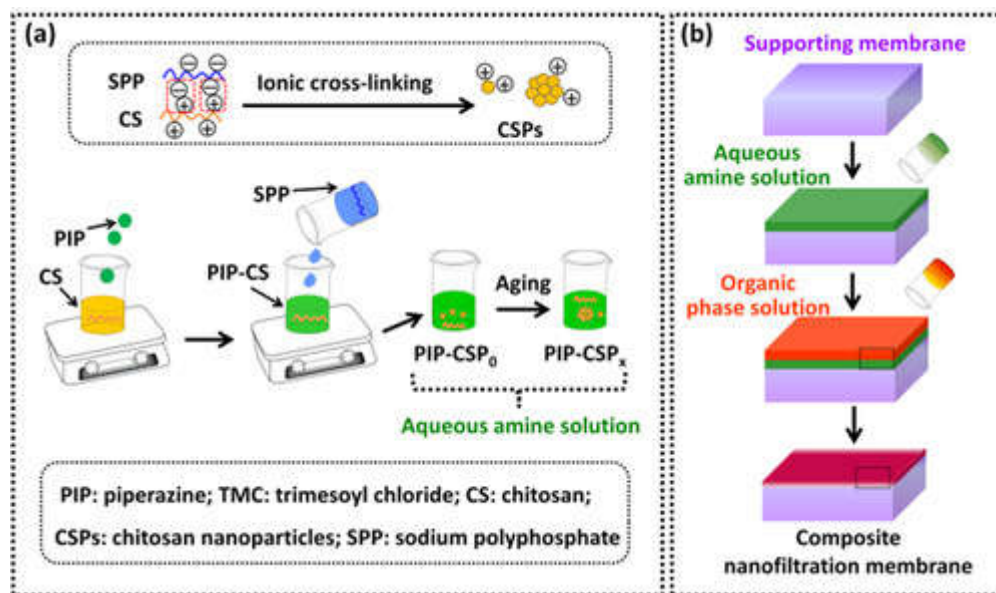 (a)
SPP
CS
Ionic cross-linking
CSPs
SPP
PIP
CS
PIP-CS
Aging
PIP-CSP₀
PIP-CSPₓ
Aqueous amine solution
PIP: piperazine; TMC: trimesoyl chloride; CS: chitosan;
CSPs: chitosan nanoparticles; SPP: sodium polyphosphate
(b)
Supporting membrane
Aqueous
amine solution
Organic
phase solution
Composite
nanofiltration membrane